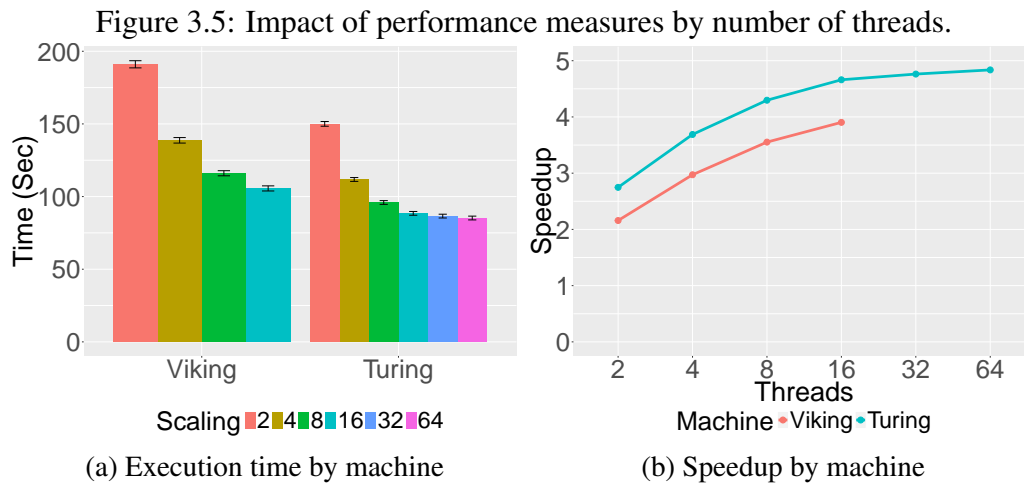 Figure 3.5: Impact of performance measures by number of threads.
Time (Sec)
200
150
100
50
0
Viking Turing
Scaling 2 4 8 16 32 64
(a) Execution time by machine
Speedup
5
4
3
2
1
0
2 4 8 16 32 64
Threads
Machine Viking Turing
(b) Speedup by machine